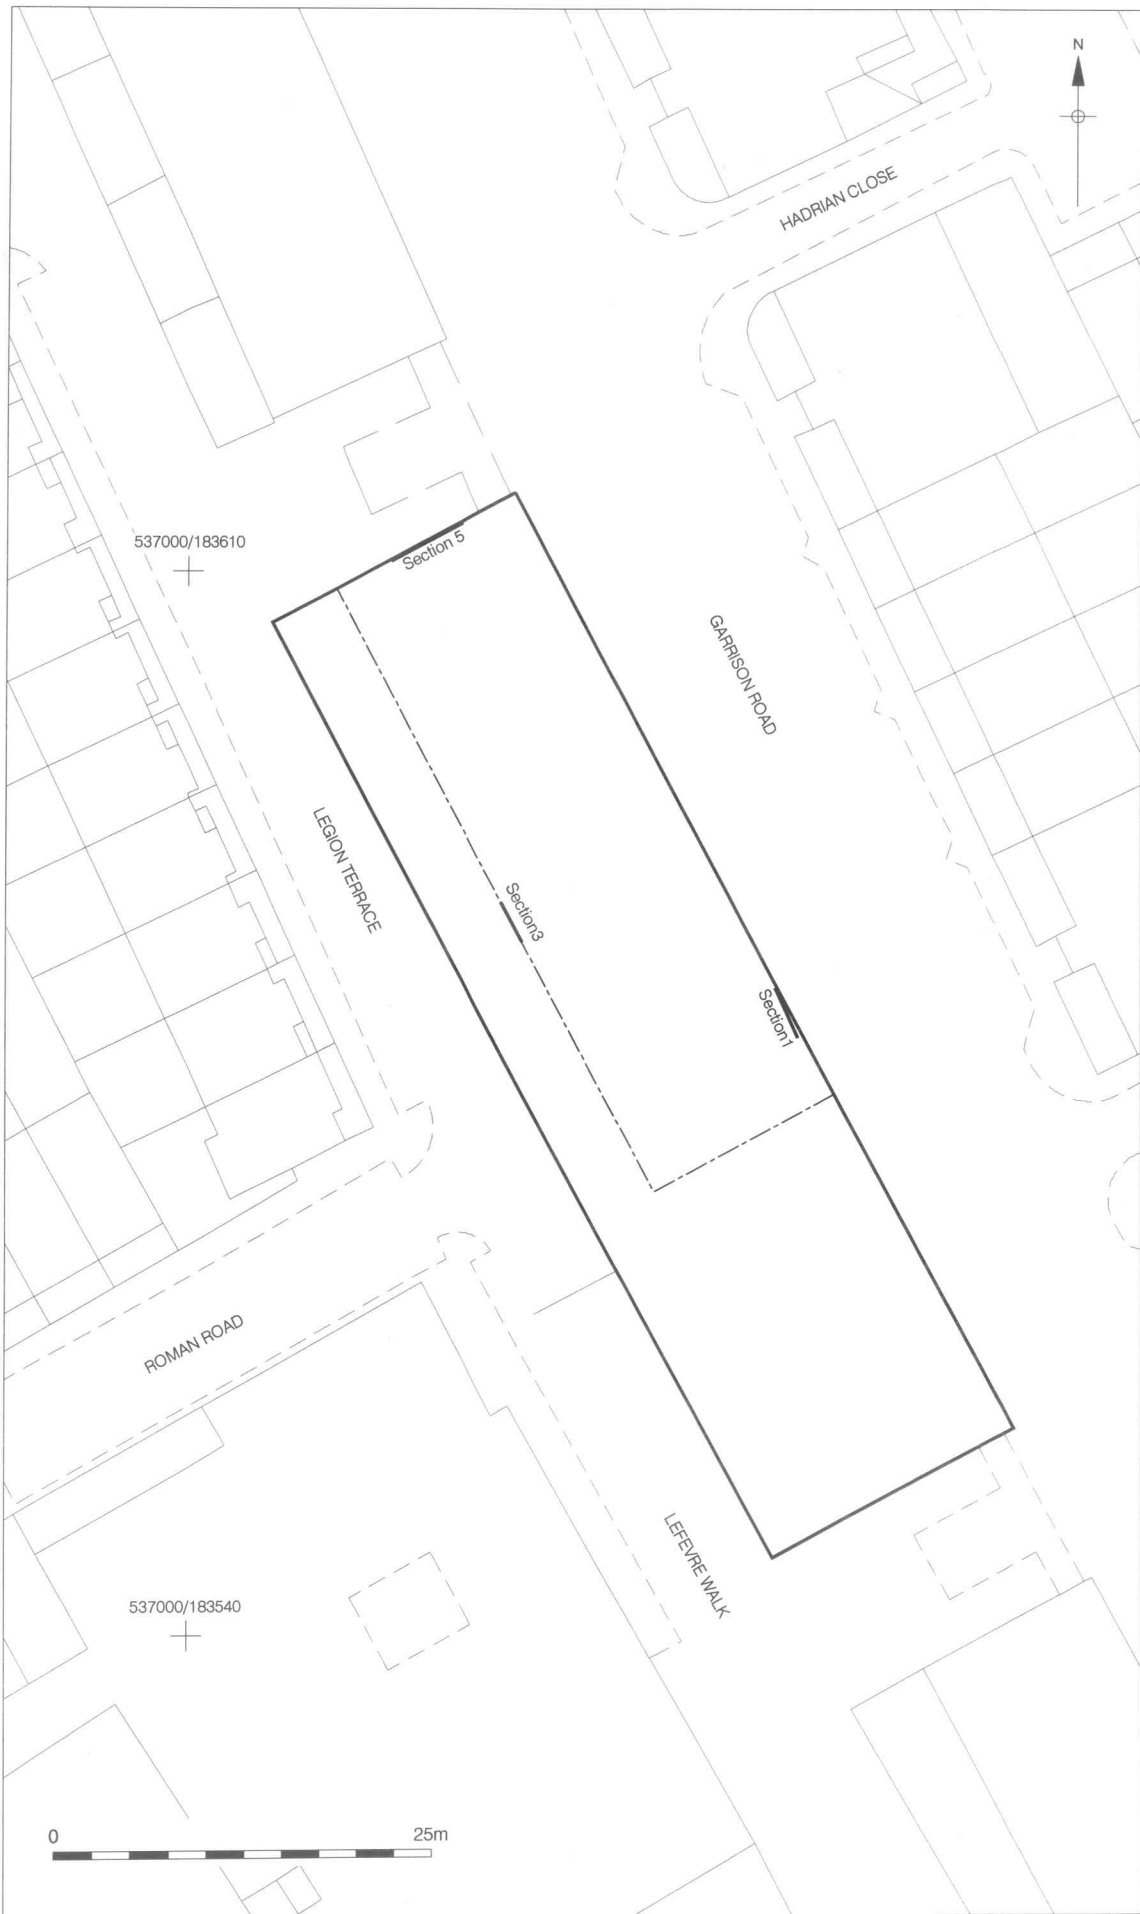 N
HADRIAN CLOSE
537000/183610
Section 5
GARRISON ROAD
LEGION TERRACE
Section3
Section1
ROMAN ROAD
LEFEVRE WALK
537000/183540
0 25m